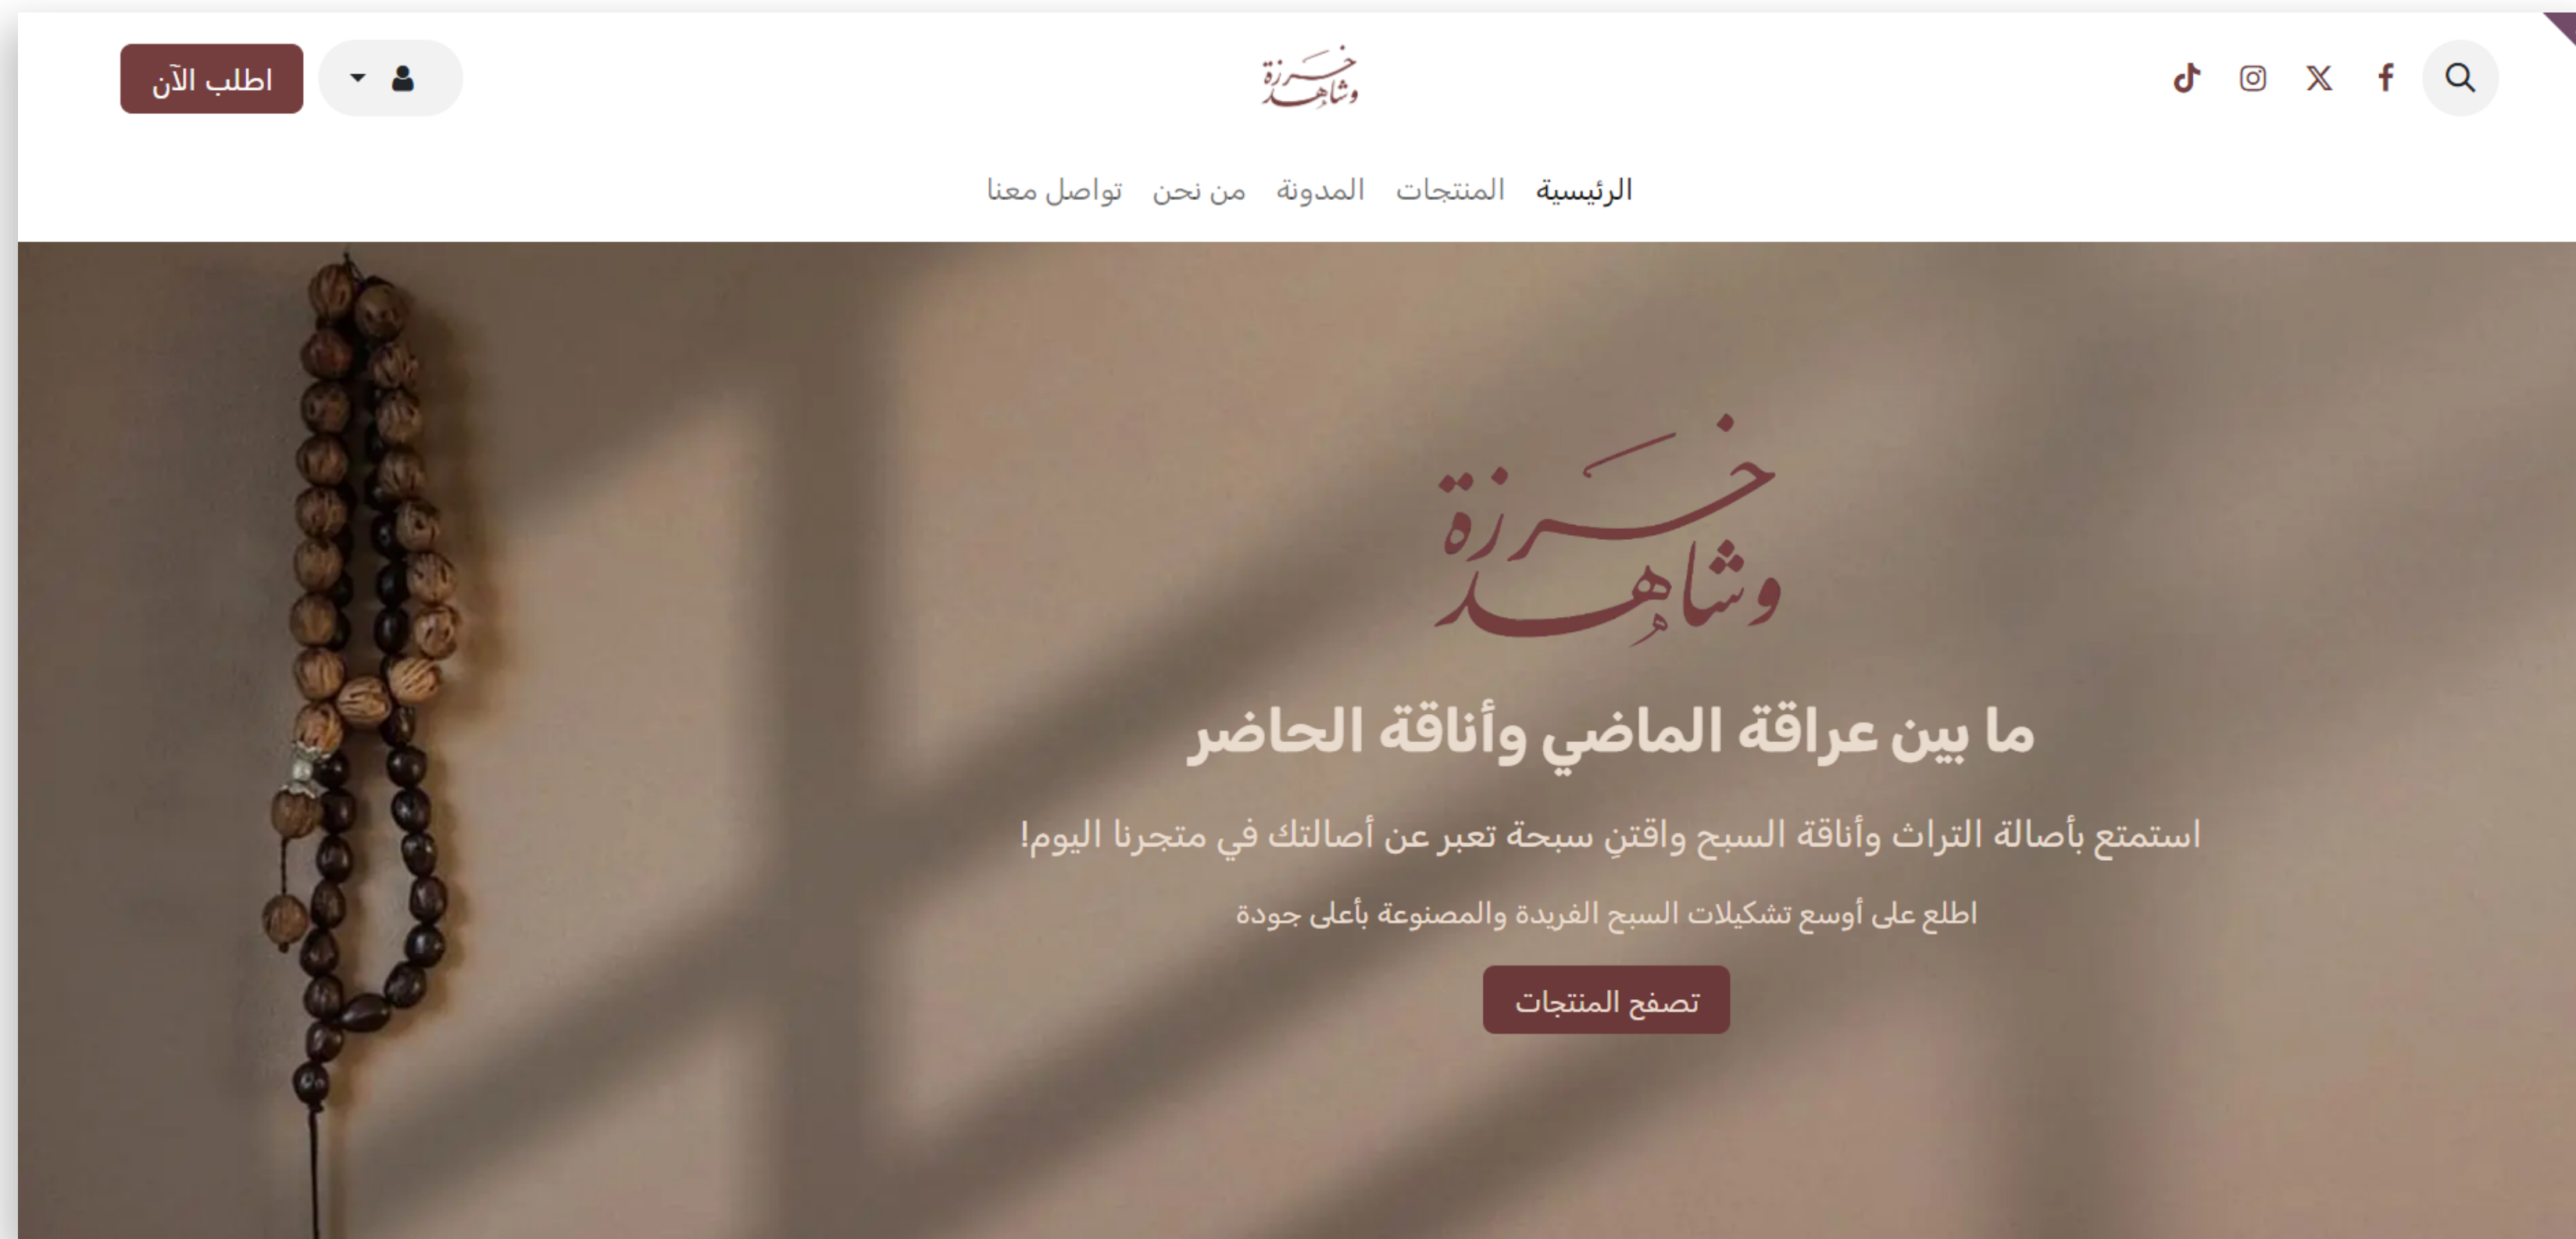 خرزة
وشاهد
اطلب الآن
الرئيسية المنتجات المدونة من نحن تواصل معنا
خرزة
وشاهد
ما بين عراقة الماضي وأناقة الحاضر
استمتع بأصالة التراث وأناقة السبح واقتنِ سبحة تعبر عن أصالتك في متجرنا اليوم!
اطلع على أوسع تشكيلات السبح الفريدة والمصنوعة بأعلى جودة
تصفح المنتجات